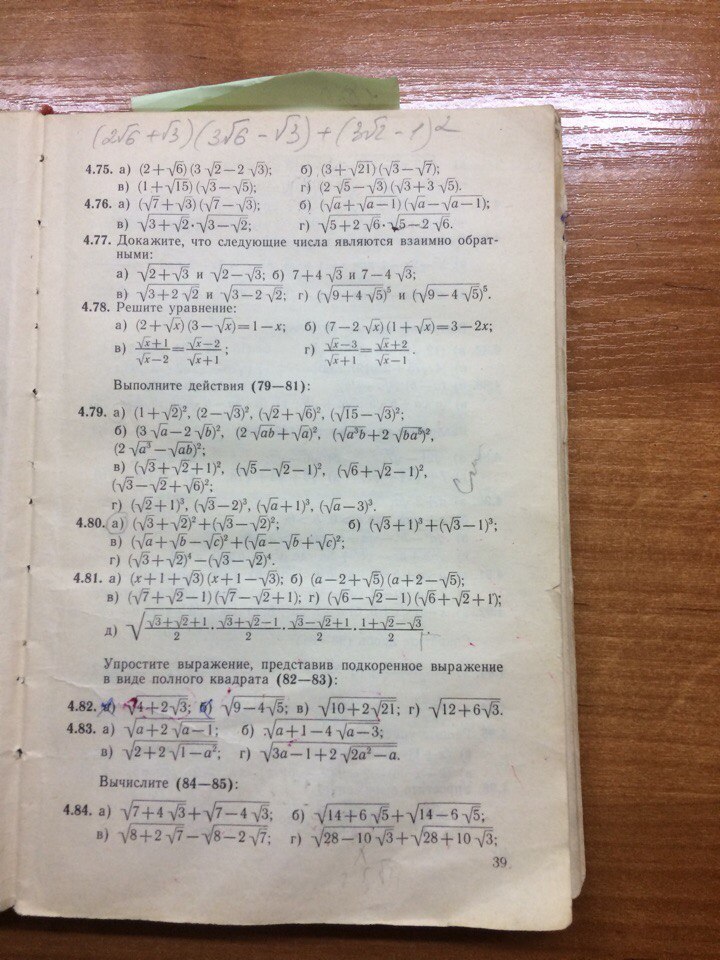 (2√6 + √3)(3√6 − √3) + (3√2 − 1)²
4.75. а) (2+√6)(3√2−2√3); б) (3+√21)(√3−√7);
в) (1+√15)(√3−√5); г) (2√5−√3)(√3+3√5).
4.76. а) (√7+√3)(√7−√3); б) (√a+√(a−1))(√a−√(a−1));
в) √(3+√2)·√(3−√2); г) √(5+2√6)·√(5−2√6).
4.77. Докажите, что следующие числа являются взаимно обрат-
ными:
а) √(2+√3) и √(2−√3); б) 7+4√3 и 7−4√3;
в) √(3+2√2) и √(3−2√2); г) (√(9+4√5))⁵ и (√(9−4√5))⁵.
4.78. Решите уравнение:
а) (2+√x)(3−√x)=1−x; б) (7−2√x)(1+√x)=3−2x;
в) (√x+1)/(√x−2)=(√x−2)/(√x+1); г) (√x−3)/(√x+1)=(√x+2)/(√x−1).
Выполните действия (79—81):
4.79. а) (1+√2)², (2−√3)², (√2+√6)², (√15−√3)²;
б) (3√a−2√b)², (2√ab+√a)², (√(a³b)+2√(ba⁵))²,
(2√(a³)−√ab)²;
в) (√3+√2+1)², (√5−√2−1)², (√6+√2−1)²,
(√3−√2+√6)²;
г) (√2+1)³, (√3−2)³, (√a+1)³, (√a−3)³.
4.80. а) (√3+√2)²+(√3−√2)²; б) (√3+1)³+(√3−1)³;
в) (√a+√b−√c)²+(√a−√b+√c)²;
г) (√3+√2)⁴−(√3−√2)⁴.
4.81. а) (x+1+√3)(x+1−√3); б) (a−2+√5)(a+2−√5);
в) (√7+√2−1)(√7−√2+1); г) (√6−√2−1)(√6+√2+1);
д) √((√3+√2+1)/2·(√3+√2−1)/2·(√3−√2+1)/2·(1+√2−√3)/2).
Упростите выражение, представив подкоренное выражение
в виде полного квадрата (82—83):
4.82. а) √(4+2√3); б) √(9−4√5); в) √(10+2√21); г) √(12+6√3).
4.83. а) √(a+2√(a−1)); б) √(a+1−4√(a−3));
в) √(2+2√(1−a²)); г) √(3a−1+2√(2a²−a)).
Вычислите (84—85):
4.84. а) √(7+4√3)+√(7−4√3); б) √(14+6√5)+√(14−6√5);
в) √(8+2√7)−√(8−2√7); г) √(28−10√3)+√(28+10√3);
39